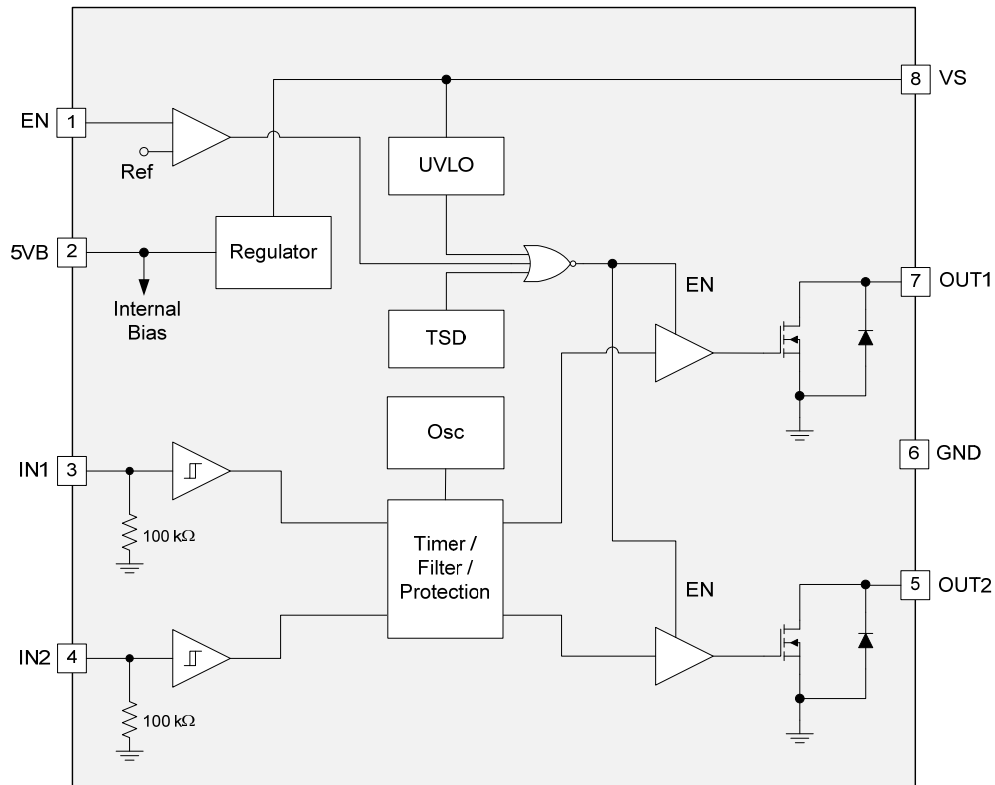 8 VS
EN 1
Ref
UVLO
5VB 2
Regulator
Internal
Bias
EN
7 OUT1
TSD
Osc
IN1 3
6 GND
100 kΩ
Timer /
Filter /
Protection
EN
5 OUT2
IN2 4
100 kΩ